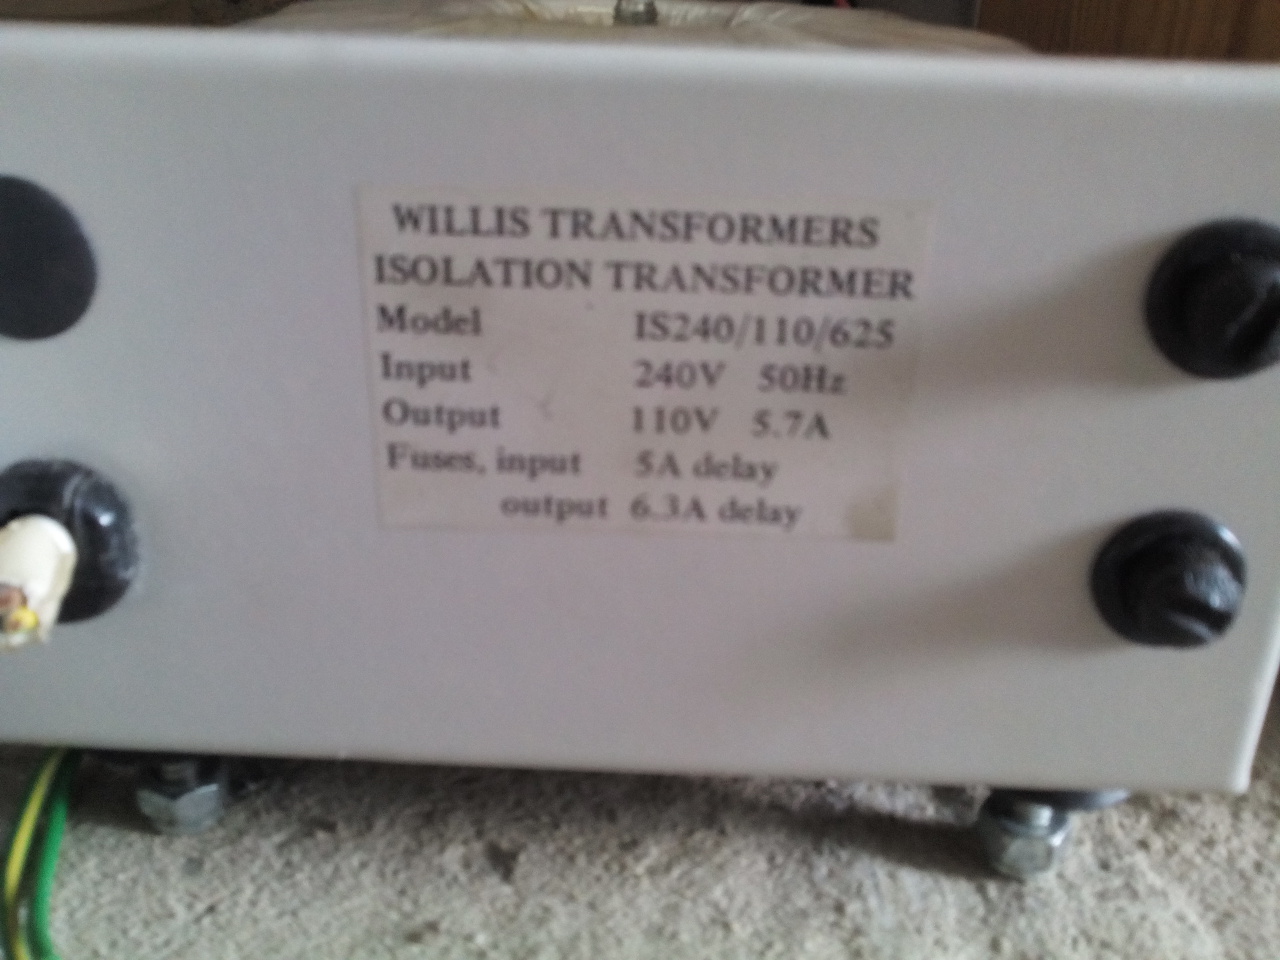 WILLIS TRANSFORMERS
ISOLATION TRANSFORMER
Model IS240/110/625
Input 240V 50Hz
Output 110V 5.7A
Fuses, input 5A delay
output 6.3A delay